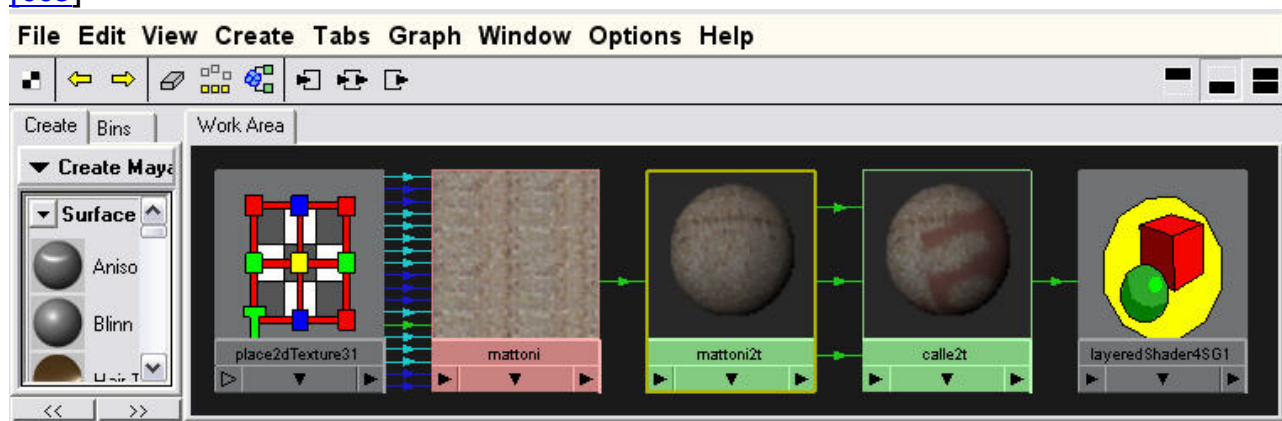 File Edit View Create Tabs Graph Window Options Help
Create Bins Work Area
Create Maya
Surface
Aniso
Blinn
place2dTexture31 mattoni mattoni2t calle2t layeredShader4SG1
<< >>